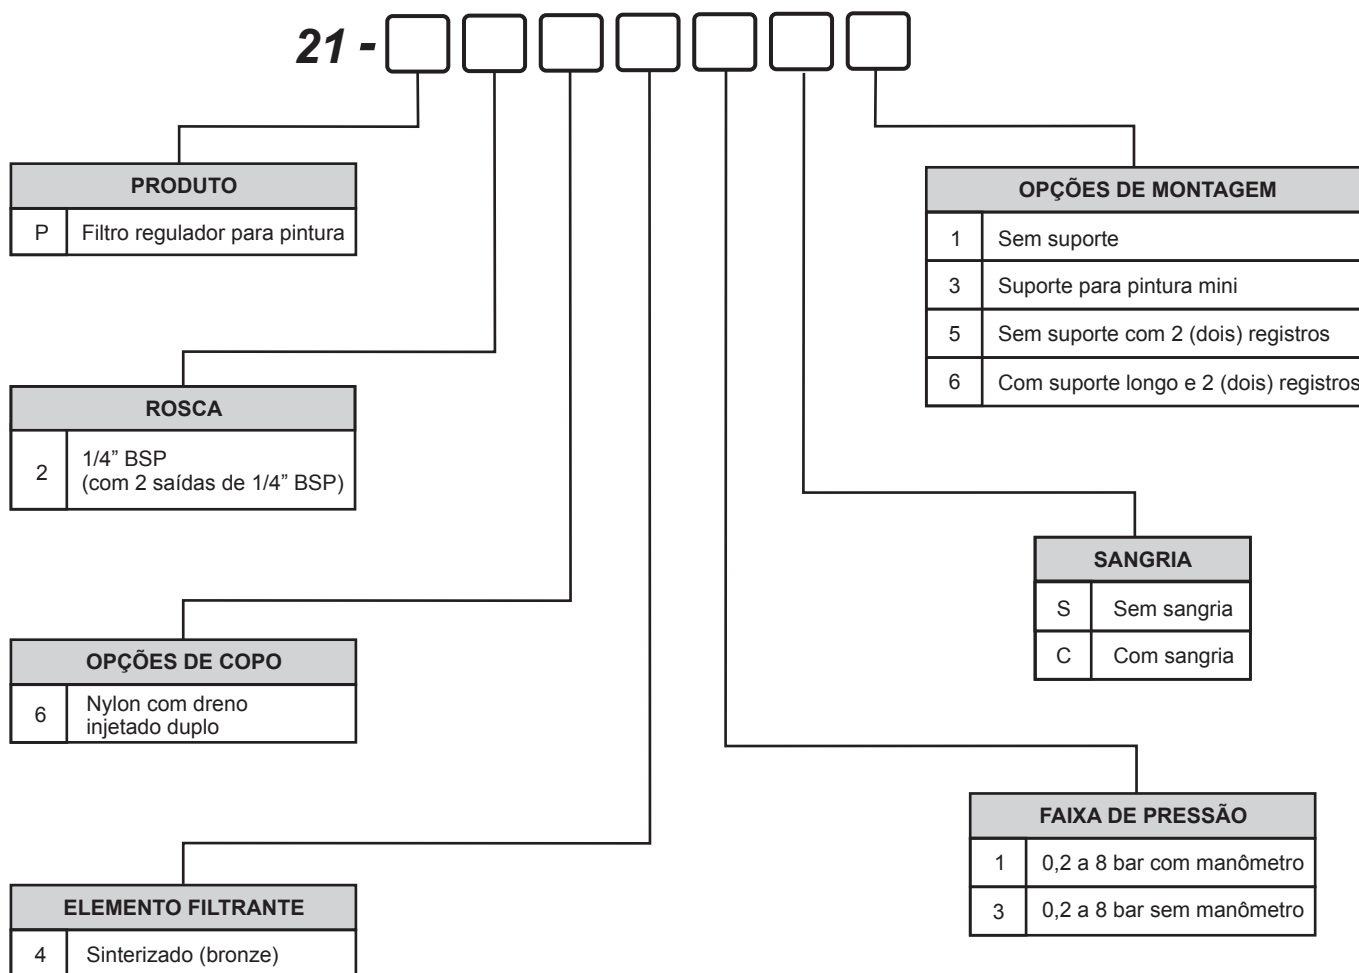 21 -
PRODUTO
P Filtro regulador para pintura
ROSCA
2 1/4” BSP
(com 2 saídas de 1/4” BSP)
OPÇÕES DE COPO
6 Nylon com dreno
injetado duplo
ELEMENTO FILTRANTE
4 Sinterizado (bronze)
OPÇÕES DE MONTAGEM
1 Sem suporte
3 Suporte para pintura mini
5 Sem suporte com 2 (dois) registros
6 Com suporte longo e 2 (dois) registros
SANGRIA
S Sem sangria
C Com sangria
FAIXA DE PRESSÃO
1 0,2 a 8 bar com manômetro
3 0,2 a 8 bar sem manômetro